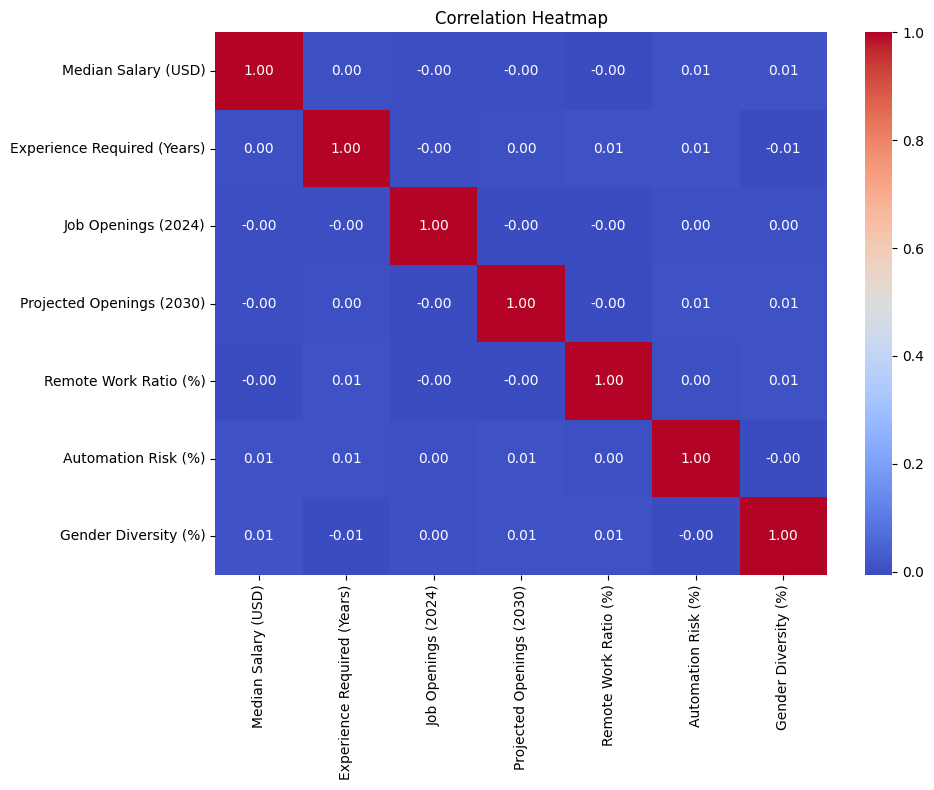 Correlation Heatmap
Median Salary (USD) 1.00 0.00 -0.00 -0.00 -0.00 0.01 0.01
Experience Required (Years) 0.00 1.00 -0.00 0.00 0.01 0.01 -0.01
Job Openings (2024) -0.00 -0.00 1.00 -0.00 -0.00 0.00 0.00
Projected Openings (2030) -0.00 0.00 -0.00 1.00 -0.00 0.01 0.01
Remote Work Ratio (%) -0.00 0.01 -0.00 -0.00 1.00 0.00 0.01
Automation Risk (%) 0.01 0.01 0.00 0.01 0.00 1.00 -0.00
Gender Diversity (%) 0.01 -0.01 0.00 0.01 0.01 -0.00 1.00
Median Salary (USD)
Experience Required (Years)
Job Openings (2024)
Projected Openings (2030)
Remote Work Ratio (%)
Automation Risk (%)
Gender Diversity (%)
1.0
0.8
0.6
0.4
0.2
0.0